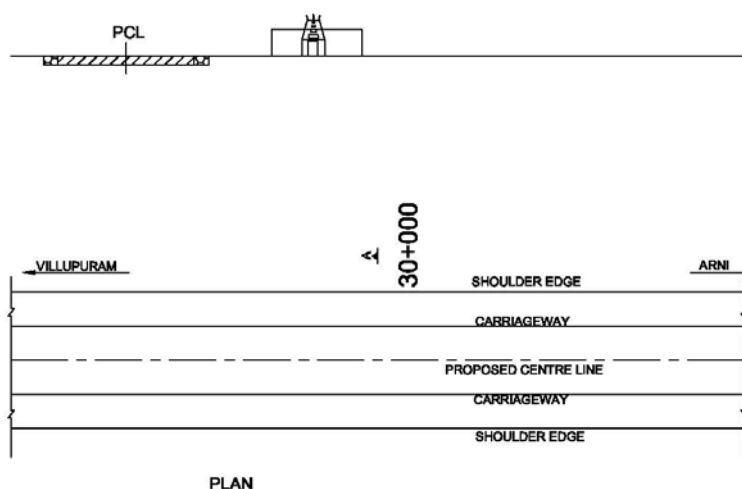 PCL
A
30+000
VILLUPURAM
ARNI
SHOULDER EDGE
CARRIAGEWAY
PROPOSED CENTRE LINE
CARRIAGEWAY
SHOULDER EDGE
PLAN